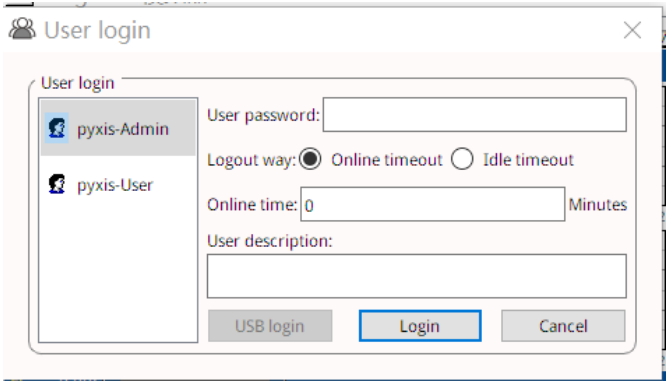 User login
User login
pyxis-Admin
pyxis-User
User password:
Logout way: Online timeout Idle timeout
Online time: 0 Minutes
User description:
USB login Login Cancel